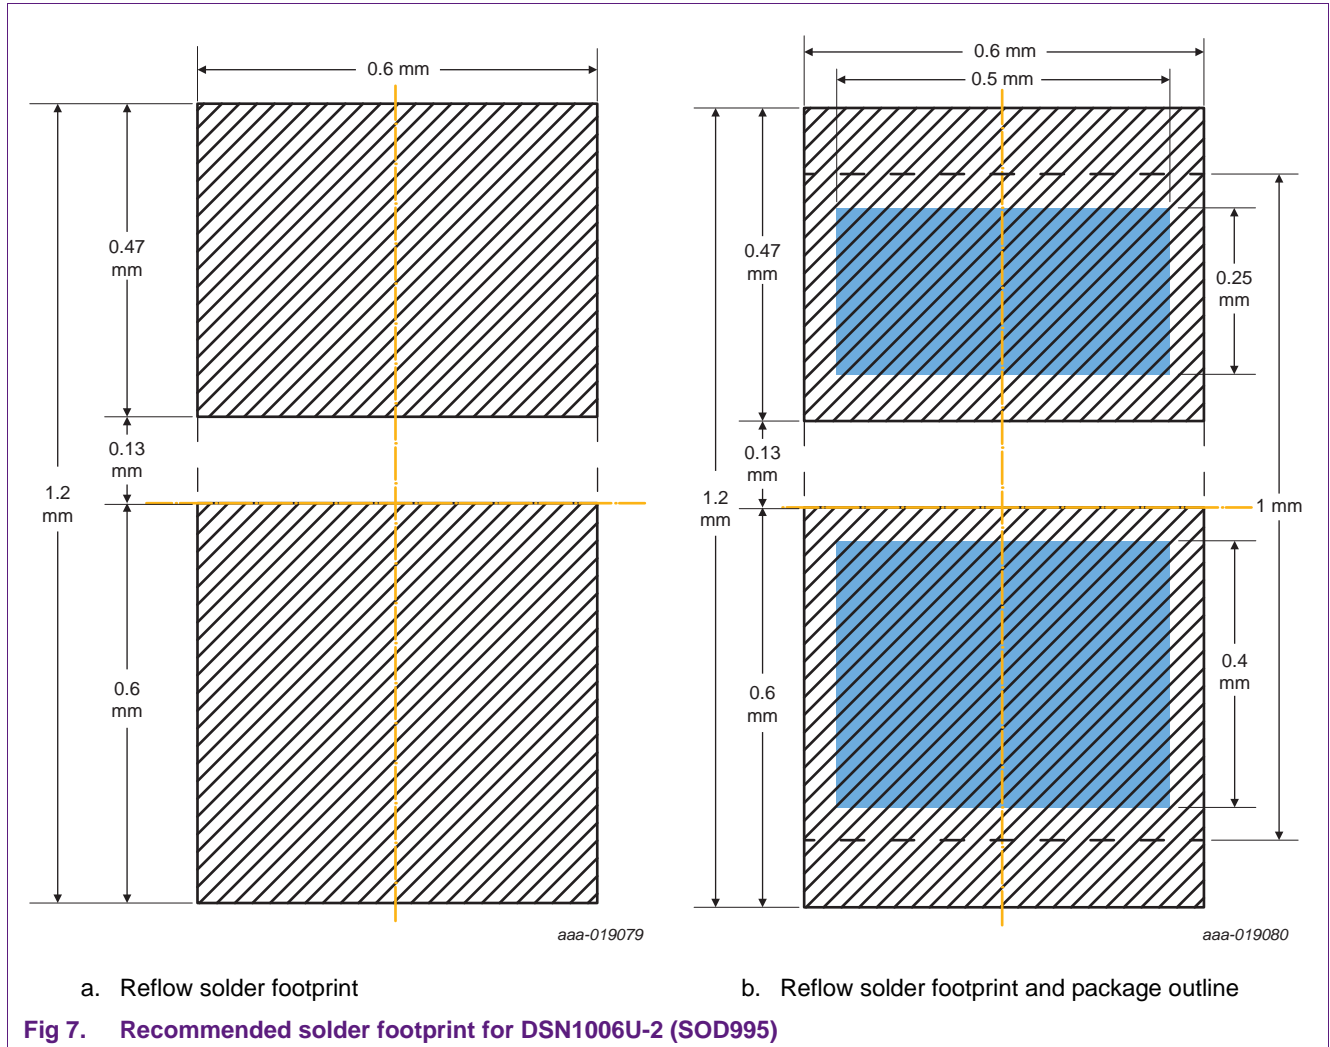 0.6 mm
0.47
mm
0.13
mm
1.2
mm
0.6
mm
aaa-019079
0.6 mm
0.5 mm
0.47
mm
0.25
mm
0.13
mm
1.2
mm
1 mm
0.6
mm
0.4
mm
aaa-019080
a. Reflow solder footprint
b. Reflow solder footprint and package outline
Fig 7. Recommended solder footprint for DSN1006U-2 (SOD995)